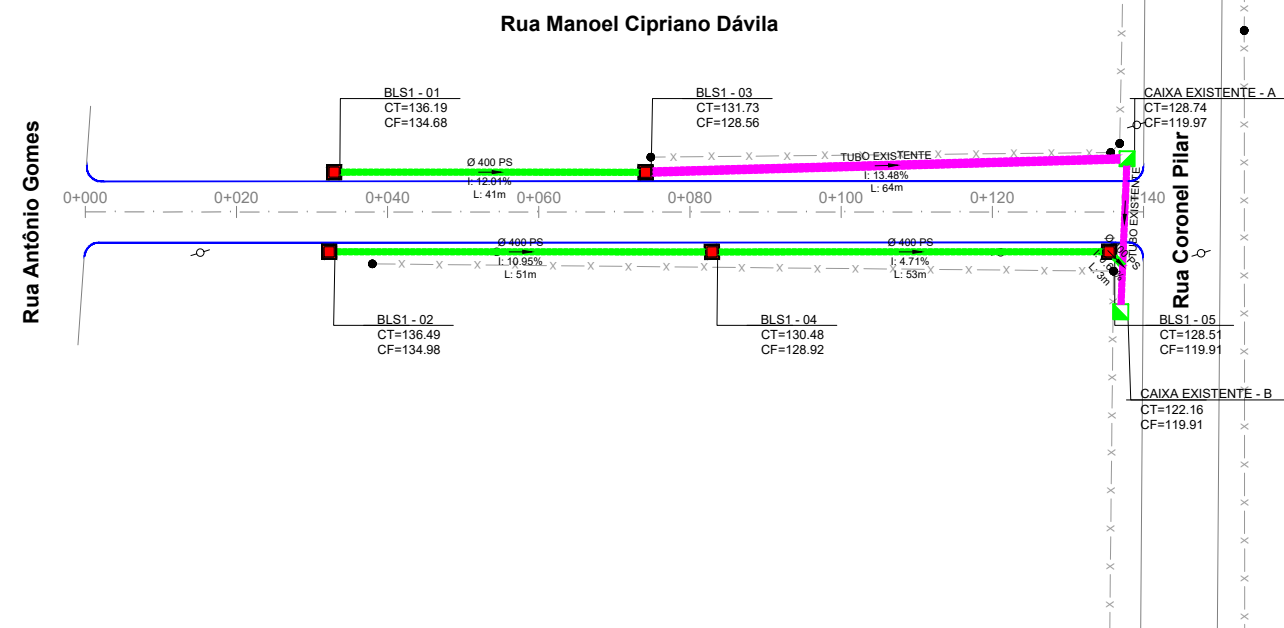 Rua Manoel Cipriano Dávila
BLS1 - 01
CT=136.19
CF=134.68
BLS1 - 03
CT=131.73
CF=128.56
CAIXA EXISTENTE - A
CT=128.74
CF=119.97
Rua Antônio Gomes
Ø 400 PS
I: 12.01%
L: 41m
TUBO EXISTENTE
I: 13.48%
L: 64m
TUBO EXISTENTE
Rua Coronel Pilar
0+000
0+020
0+040
0+060
0+080
0+100
0+120
140
Ø 400 PS
I: 10.95%
L: 51m
Ø 400 PS
I: 4.71%
L: 53m
L: 3m
BLS1 - 02
CT=136.49
CF=134.98
BLS1 - 04
CT=130.48
CF=128.92
BLS1 - 05
CT=128.51
CF=119.91
CAIXA EXISTENTE - B
CT=122.16
CF=119.91